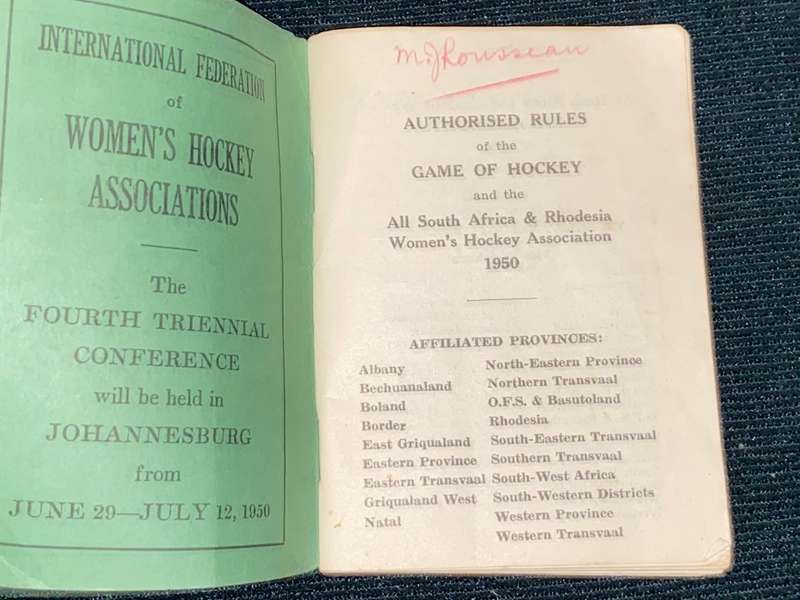 INTERNATIONAL FEDERATION
of
WOMEN'S HOCKEY
ASSOCIATIONS
The
FOURTH TRIENNIAL
CONFERENCE
will be held in
JOHANNESBURG
from
JUNE 29—JULY 12, 1950
M.J Rousseau
AUTHORISED RULES
of the
GAME OF HOCKEY
and the
All South Africa & Rhodesia
Women's Hockey Association
1950
AFFILIATED PROVINCES:
Albany
Bechuanaland
Boland
Border
East Griqualand
Eastern Province
Eastern Transvaal
Griqualand West
Natal
North-Eastern Province
Northern Transvaal
O.F.S. & Basutoland
Rhodesia
South-Eastern Transvaal
Southern Transvaal
South-West Africa
South-Western Districts
Western Province
Western Transvaal